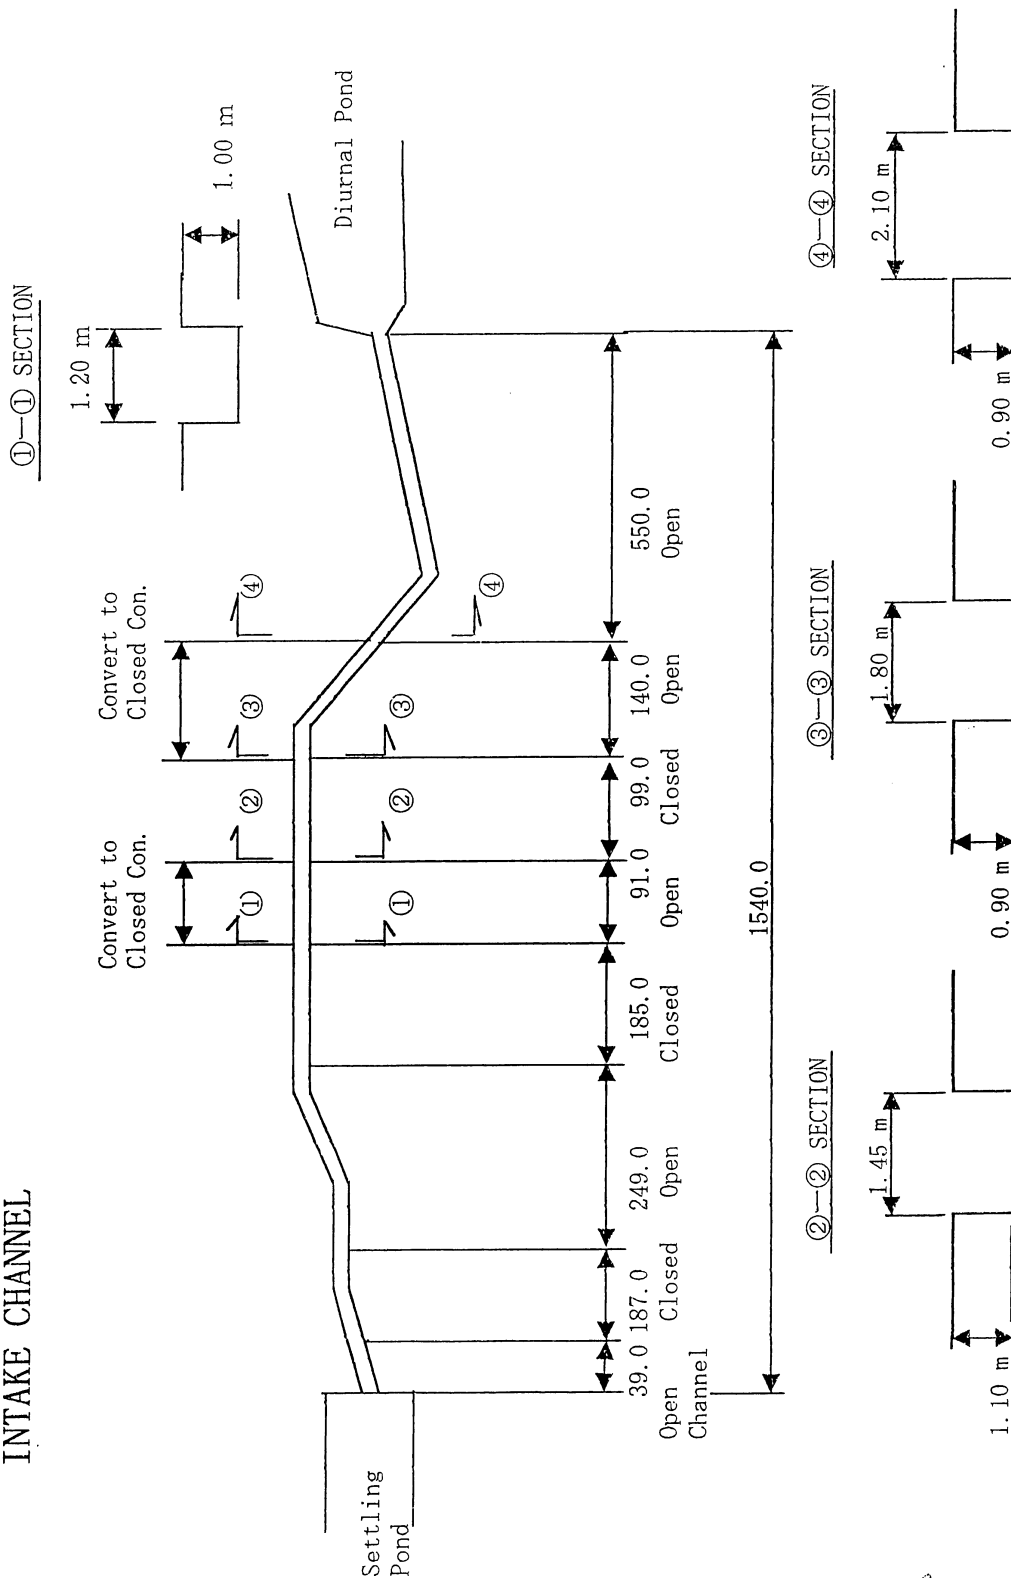 INTAKE CHANNEL
①—① SECTION
1.20 m
1.00 m
Convert to
Closed Con.
Convert to
Closed Con.
①
②
③
④
①
②
③
④
Settling
Pond
Diurnal Pond
39.0
187.0
249.0
185.0
91.0
99.0
140.0
550.0
Open
Channel
Closed
Open
Closed
Open
Closed
Open
Open
1540.0
②—② SECTION
1.45 m
1.10 m
③—③ SECTION
1.80 m
0.90 m
④—④ SECTION
2.10 m
0.90 m